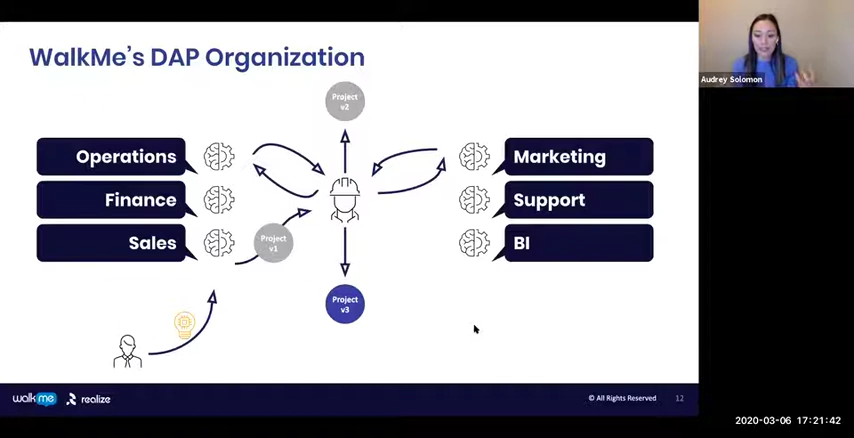 WalkMe's DAP Organization
Audrey Solomon
Project
v2
Operations
Marketing
Finance
Support
Sales
Project
v1
BI
Project
v3
walkme
realize
© All Rights Reserved
12
2020-03-06 17:21:42